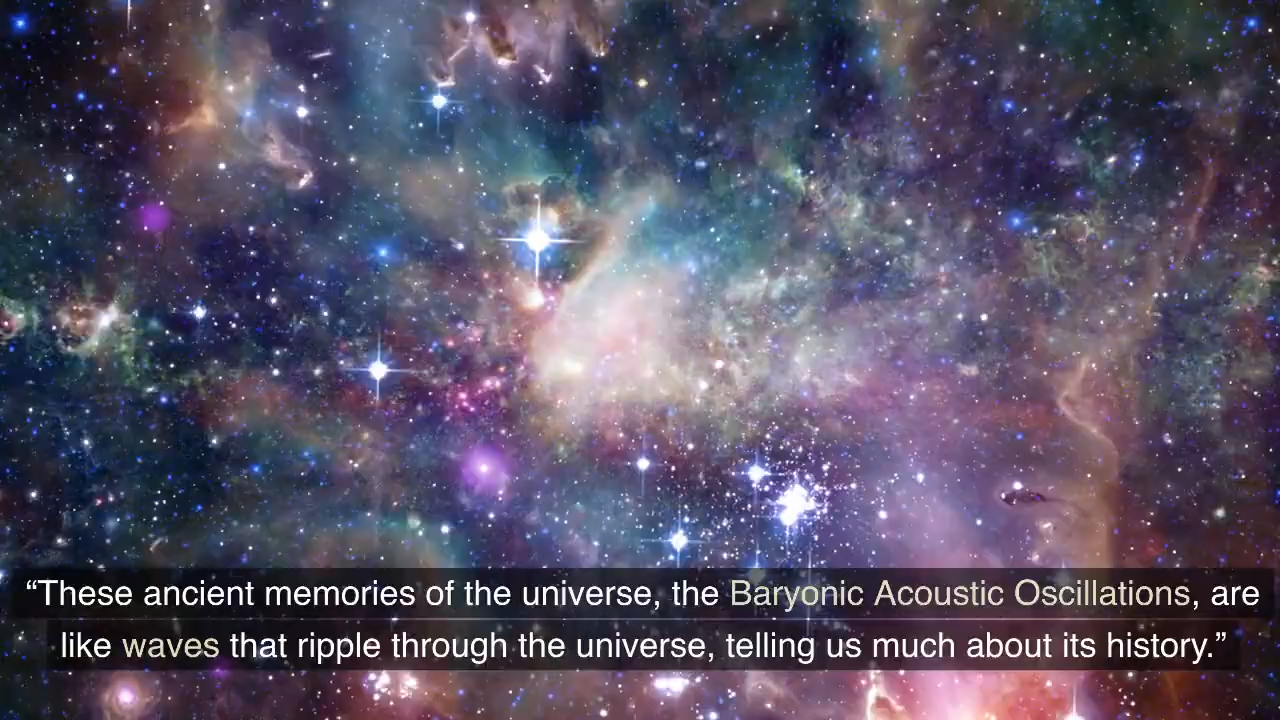 “These ancient memories of the universe, the Baryonic Acoustic Oscillations, are
like waves that ripple through the universe, telling us much about its history.”